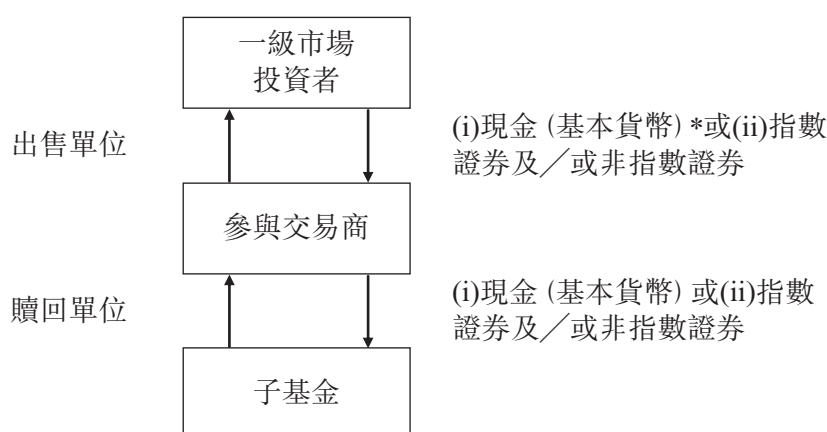 一級市場
投資者
出售單位
(i)現金 (基本貨幣) *或(ii)指數
證券及／或非指數證券
參與交易商
贖回單位
(i)現金 (基本貨幣) 或(ii)指數
證券及／或非指數證券
子基金